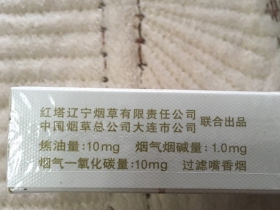 红塔辽宁烟草有限责任公司
中国烟草总公司大连市公司 联合出品
焦油量:10mg 烟气烟碱量:1.0mg
烟气一氧化碳量:10mg 过滤嘴香烟